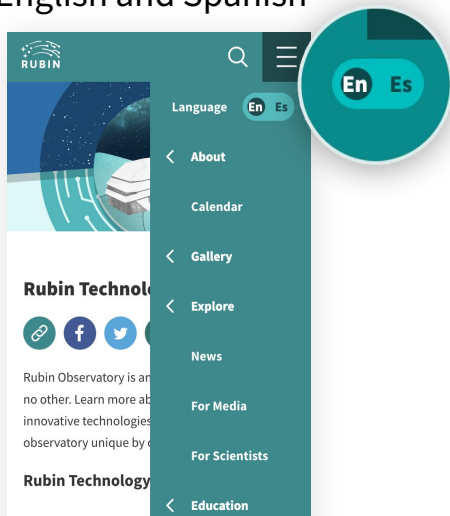 English and Spanish
RUBIN
Language En Es
En Es
About
Calendar
Gallery
Explore
News
For Media
For Scientists
Education
Rubin Technol
Rubin Observatory is an
no other. Learn more ab
innovative technologies
observatory unique by
Rubin Technology